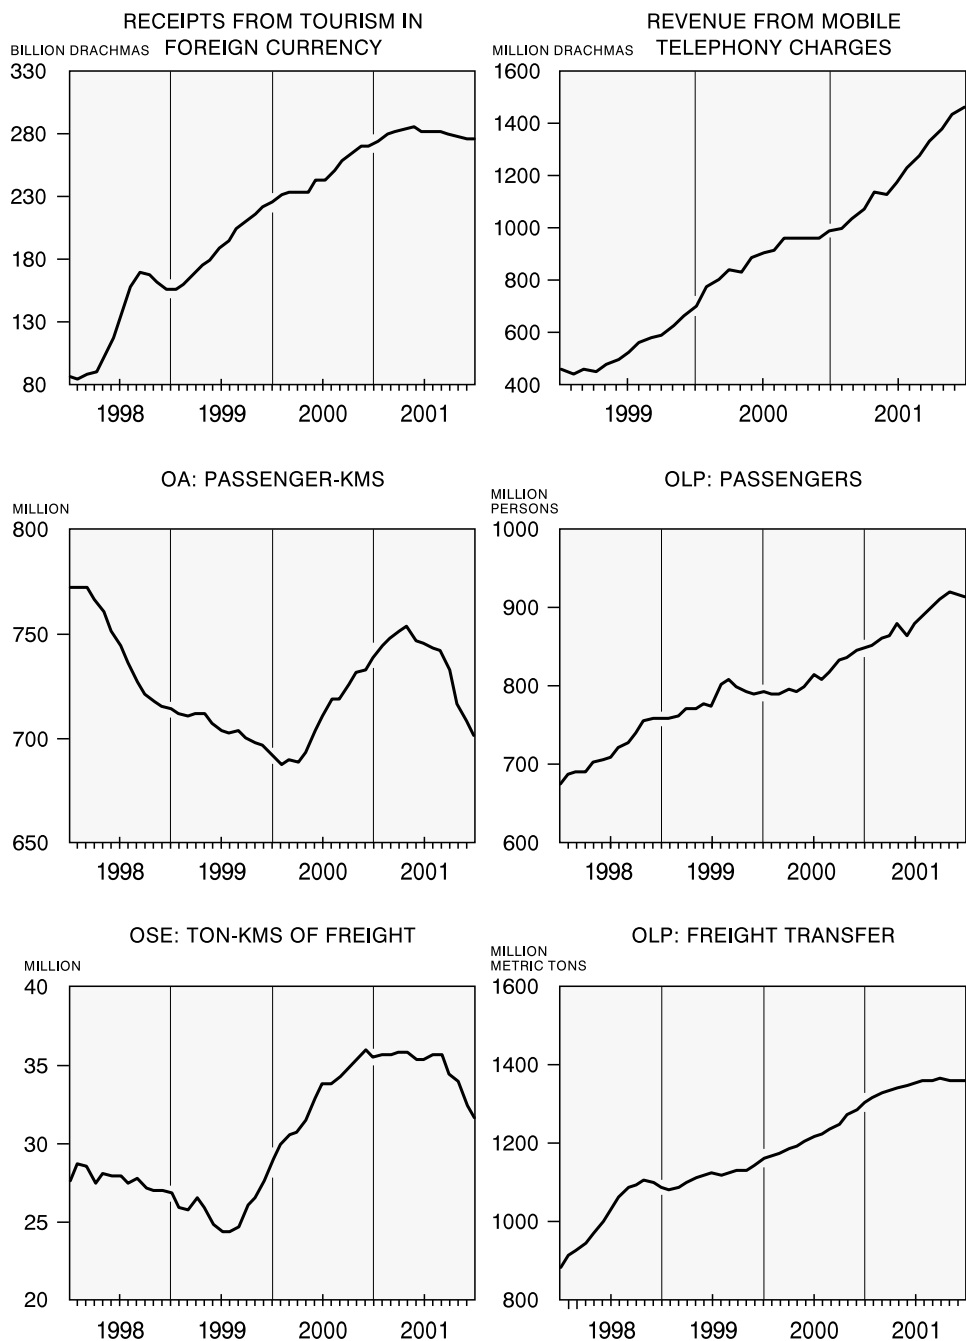 RECEIPTS FROM TOURISM IN
FOREIGN CURRENCY
BILLION DRACHMAS
330
280
230
180
130
80
1998 1999 2000 2001
REVENUE FROM MOBILE
TELEPHONY CHARGES
MILLION DRACHMAS
1600
1400
1200
1000
800
600
400
1999 2000 2001
OA: PASSENGER-KMS
MILLION
800
750
700
650
1998 1999 2000 2001
OLP: PASSENGERS
MILLION
PERSONS
1000
900
800
700
600
1998 1999 2000 2001
OSE: TON-KMS OF FREIGHT
MILLION
40
35
30
25
20
1998 1999 2000 2001
OLP: FREIGHT TRANSFER
MILLION
METRIC TONS
1600
1400
1200
1000
800
1998 1999 2000 2001